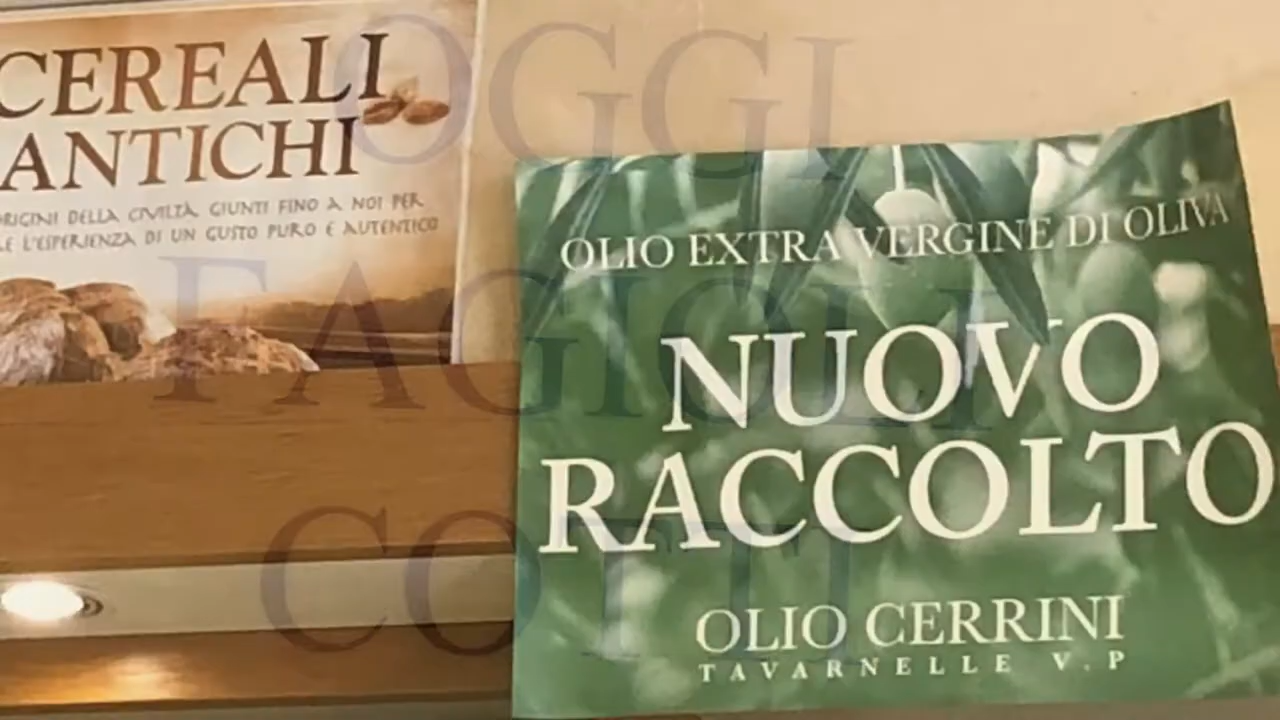 CEREALI
ANTICHI
ORIGINI DELLA CIVILTÀ GIUNTI FINO A NOI PER
E L'ESPERIENZA DI UN GUSTO PURO E AUTENTICO
OGGI
FAGIOLI
COTTI
OLIO EXTRA VERGINE DI OLIVA
NUOVO
RACCOLTO
OLIO CERRINI
TAVARNELLE V.P